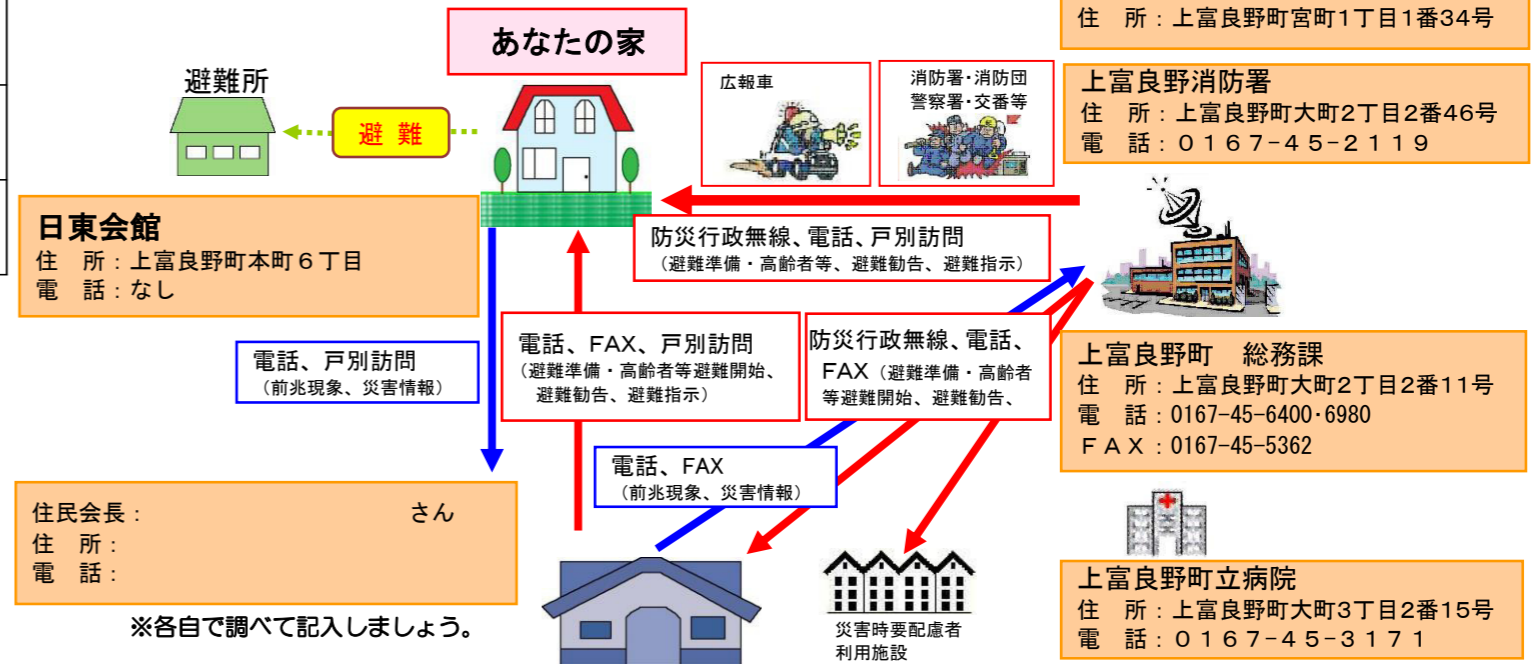 住　所：上富良野町宮町1丁目1番34号
あなたの家
避難所
避 難
広報車
消防署・消防団
警察署・交番等
上富良野消防署
住　所：上富良野町大町2丁目2番46号
電　話：０１６７-４５-２１１９
日東会館
住　所：上富良野町本町６丁目
電　話：なし
防災行政無線、電話、戸別訪問
（避難準備・高齢者等、避難勧告、避難指示）
電話、戸別訪問
（前兆現象、災害情報）
電話、FAX、戸別訪問
（避難準備・高齢者等避難開始、
避難勧告、避難指示）
防災行政無線、電話、
FAX（避難準備・高齢者
等避難開始、避難勧告、
上富良野町　総務課
住　所：上富良野町大町2丁目2番11号
電　話：0167-45-6400・6980
ＦＡＸ：0167-45-5362
電話、FAX
（前兆現象、災害情報）
住民会長：　　　　　　　さん
住　所：
電　話：
※各自で調べて記入しましょう。
災害時要配慮者
利用施設
上富良野町立病院
住　所：上富良野町大町3丁目2番15号
電　話：０１６７-４５-３１７１